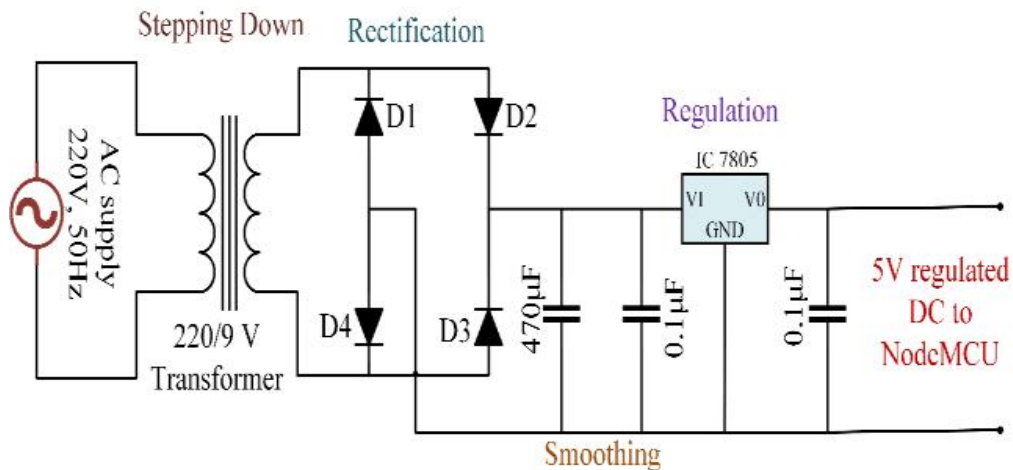 Stepping Down
Rectification
AC supply
220V, 50Hz
220/9 V
Transformer
D1
D2
D4
D3
Regulation
IC 7805
VI
V0
GND
470µF
0.1µF
0.1µF
5V regulated
DC to
NodeMCU
Smoothing